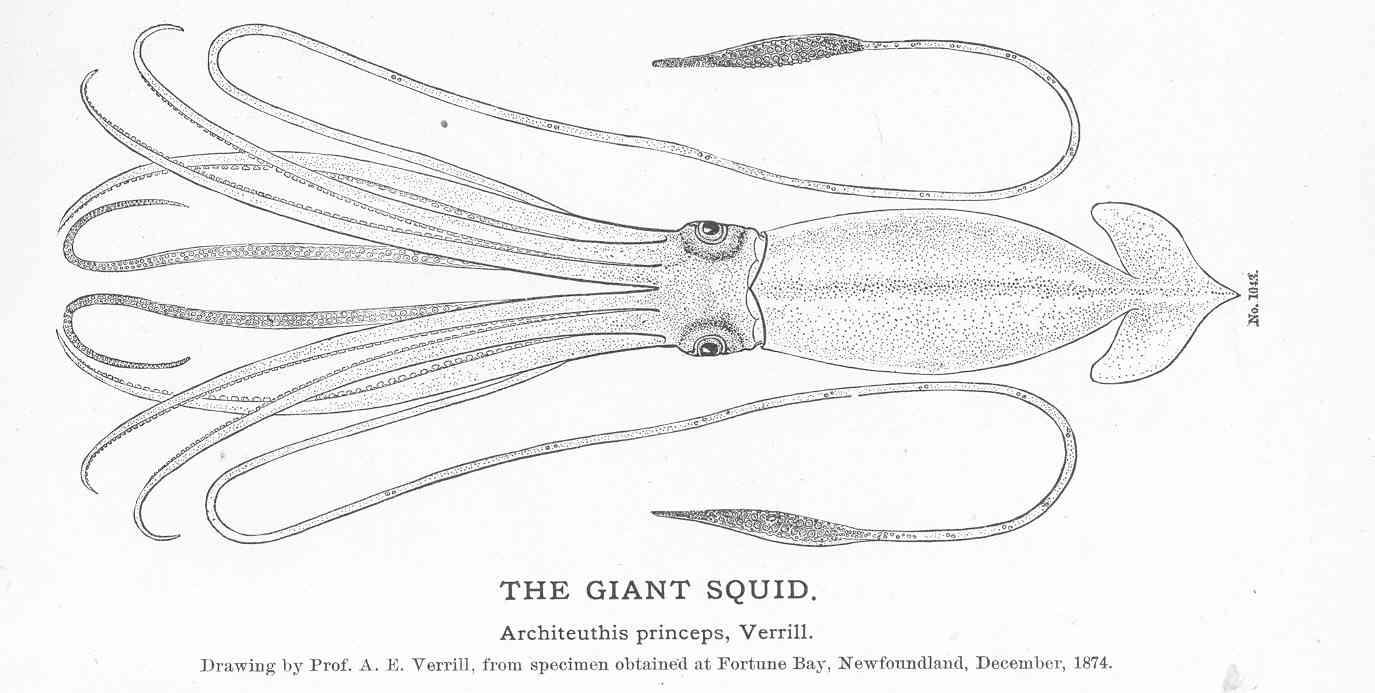 No. 1042.
THE GIANT SQUID.
Architeuthis princeps, Verrill.
Drawing by Prof. A. E. Verrill, from specimen obtained at Fortune Bay, Newfoundland, December, 1874.